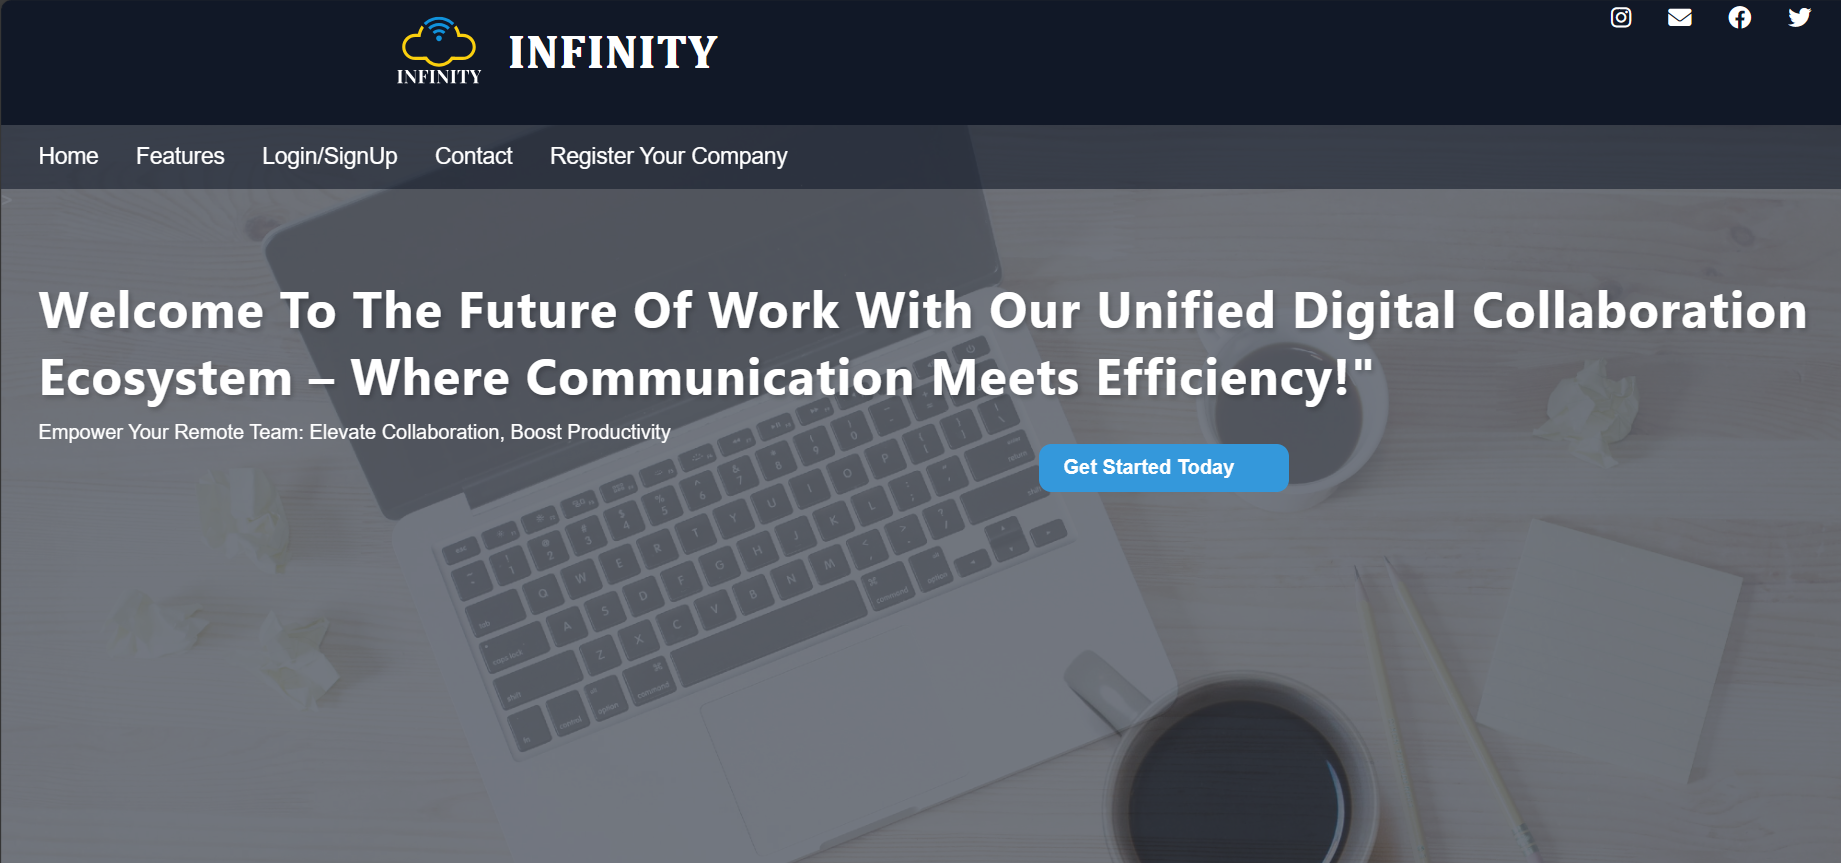 INFINITY
INFINITY
Home Features Login/SignUp Contact Register Your Company
>
Welcome To The Future Of Work With Our Unified Digital Collaboration
Ecosystem – Where Communication Meets Efficiency!"
Empower Your Remote Team: Elevate Collaboration, Boost Productivity
Get Started Today